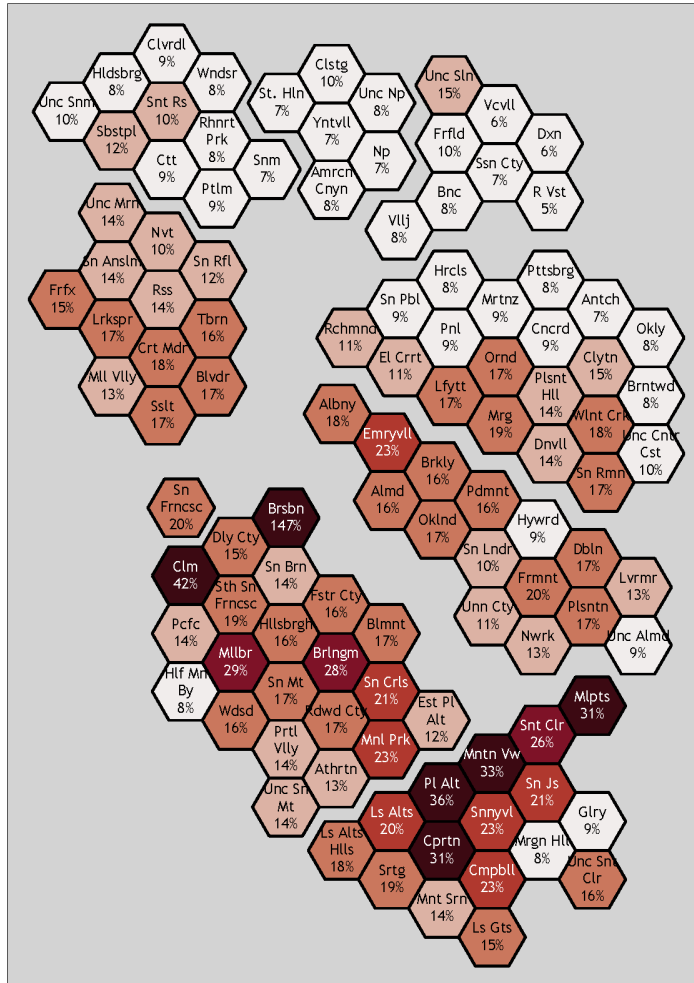 Clvrdl
9%
Hldsbrg
8%
Wndsr
8%
Unc Snm
10%
Snt Rs
10%
Sbstpl
12%
Rhnrt
Prk
8%
Ctt
9%
Snm
7%
Ptlm
9%
Clstg
10%
St. Hln
7%
Unc Np
8%
Yntvll
7%
Np
7%
Amrcn
Cnyn
8%
Unc Sln
15%
Vcvll
6%
Frfld
10%
Dxn
6%
Ssn Cty
7%
Bnc
8%
R Vst
5%
Vllj
8%
Unc Mrn
14%
Nvt
10%
Sn Anslm
14%
Sn Rfl
12%
Frfx
15%
Rss
14%
Lrkspr
17%
Tbrn
16%
Crt Mdr
18%
Mll Vlly
13%
Blvdr
17%
Sslt
17%
Hrcls
8%
Pttsbrg
8%
Sn Pbl
9%
Mrtnz
9%
Antch
7%
Rchmnd
11%
Pnl
9%
Cncrd
9%
Okly
8%
El Crrt
11%
Ornd
17%
Clytn
15%
Lfytt
17%
Plsnt
Hll
14%
Brntwd
8%
Mrg
19%
Wlnt Crk
18%
Dnvll
14%
Unc Cntr
Cst
10%
Sn Rmn
17%
Albny
18%
Emryvll
23%
Brkly
16%
Almd
16%
Pdmnt
16%
Oklnd
17%
Hywrd
9%
Sn Lndr
10%
Dbln
17%
Frmnt
20%
Lvrmr
13%
Unn Cty
11%
Plsntn
17%
Nwrk
13%
Unc Almd
9%
Sn
Frncsc
20%
Brsbn
147%
Dly Cty
15%
Clm
42%
Sn Brn
14%
Sth Sn
Frncsc
19%
Fstr Cty
16%
Pcfc
14%
Hllsbrgh
16%
Blmnt
17%
Mllbr
29%
Brlngm
28%
Hlf Mn
By
8%
Sn Mt
17%
Sn Crls
21%
Wdsd
16%
Rdwd Cty
17%
Est Pl
Alt
12%
Prtl
Vlly
14%
Mnl Prk
23%
Athrtn
13%
Unc Sn
Mt
14%
Mlpts
31%
Snt Clr
26%
Mntn Vw
33%
Pl Alt
36%
Sn Js
21%
Ls Alts
20%
Snnyvl
23%
Glry
9%
Ls Alts
Hlls
18%
Cprtn
31%
Mrgn Hll
8%
Srtg
19%
Cmpbll
23%
Unc Snt
Clr
16%
Mnt Srn
14%
Ls Gts
15%